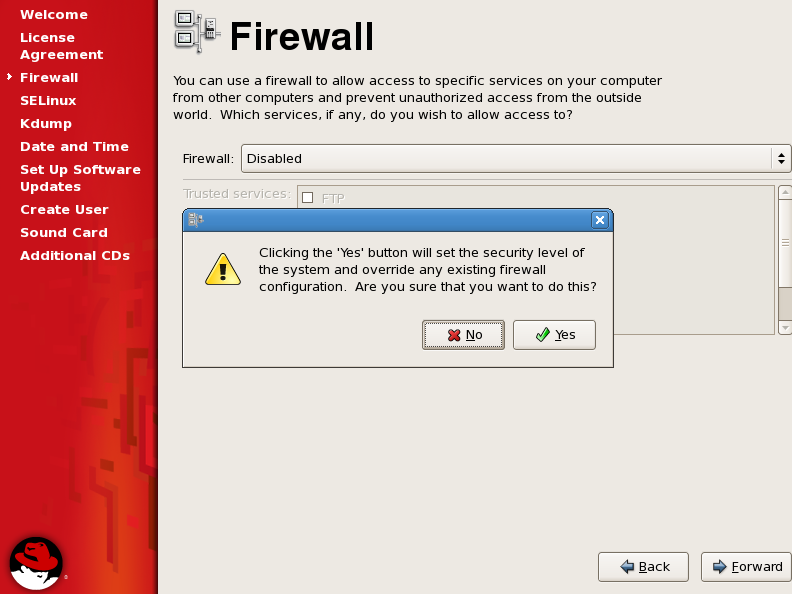 Welcome
License
Agreement
Firewall
SELinux
Kdump
Date and Time
Set Up Software
Updates
Create User
Sound Card
Additional CDs
Firewall
You can use a firewall to allow access to specific services on your computer
from other computers and prevent unauthorized access from the outside
world.  Which services, if any, do you wish to allow access to?
Firewall: Disabled
Trusted services: FTP
Clicking the 'Yes' button will set the security level of
the system and override any existing firewall
configuration.  Are you sure that you want to do this?
No Yes
Back Forward